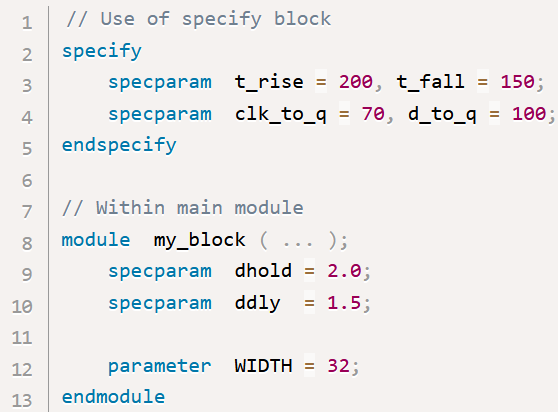 1 // Use of specify block
2 specify
3 specparam t_rise = 200, t_fall = 150;
4 specparam clk_to_q = 70, d_to_q = 100;
5 endspecify
6
7 // Within main module
8 module my_block ( ... );
9 specparam dhold = 2.0;
10 specparam ddly = 1.5;
11
12 parameter WIDTH = 32;
13 endmodule